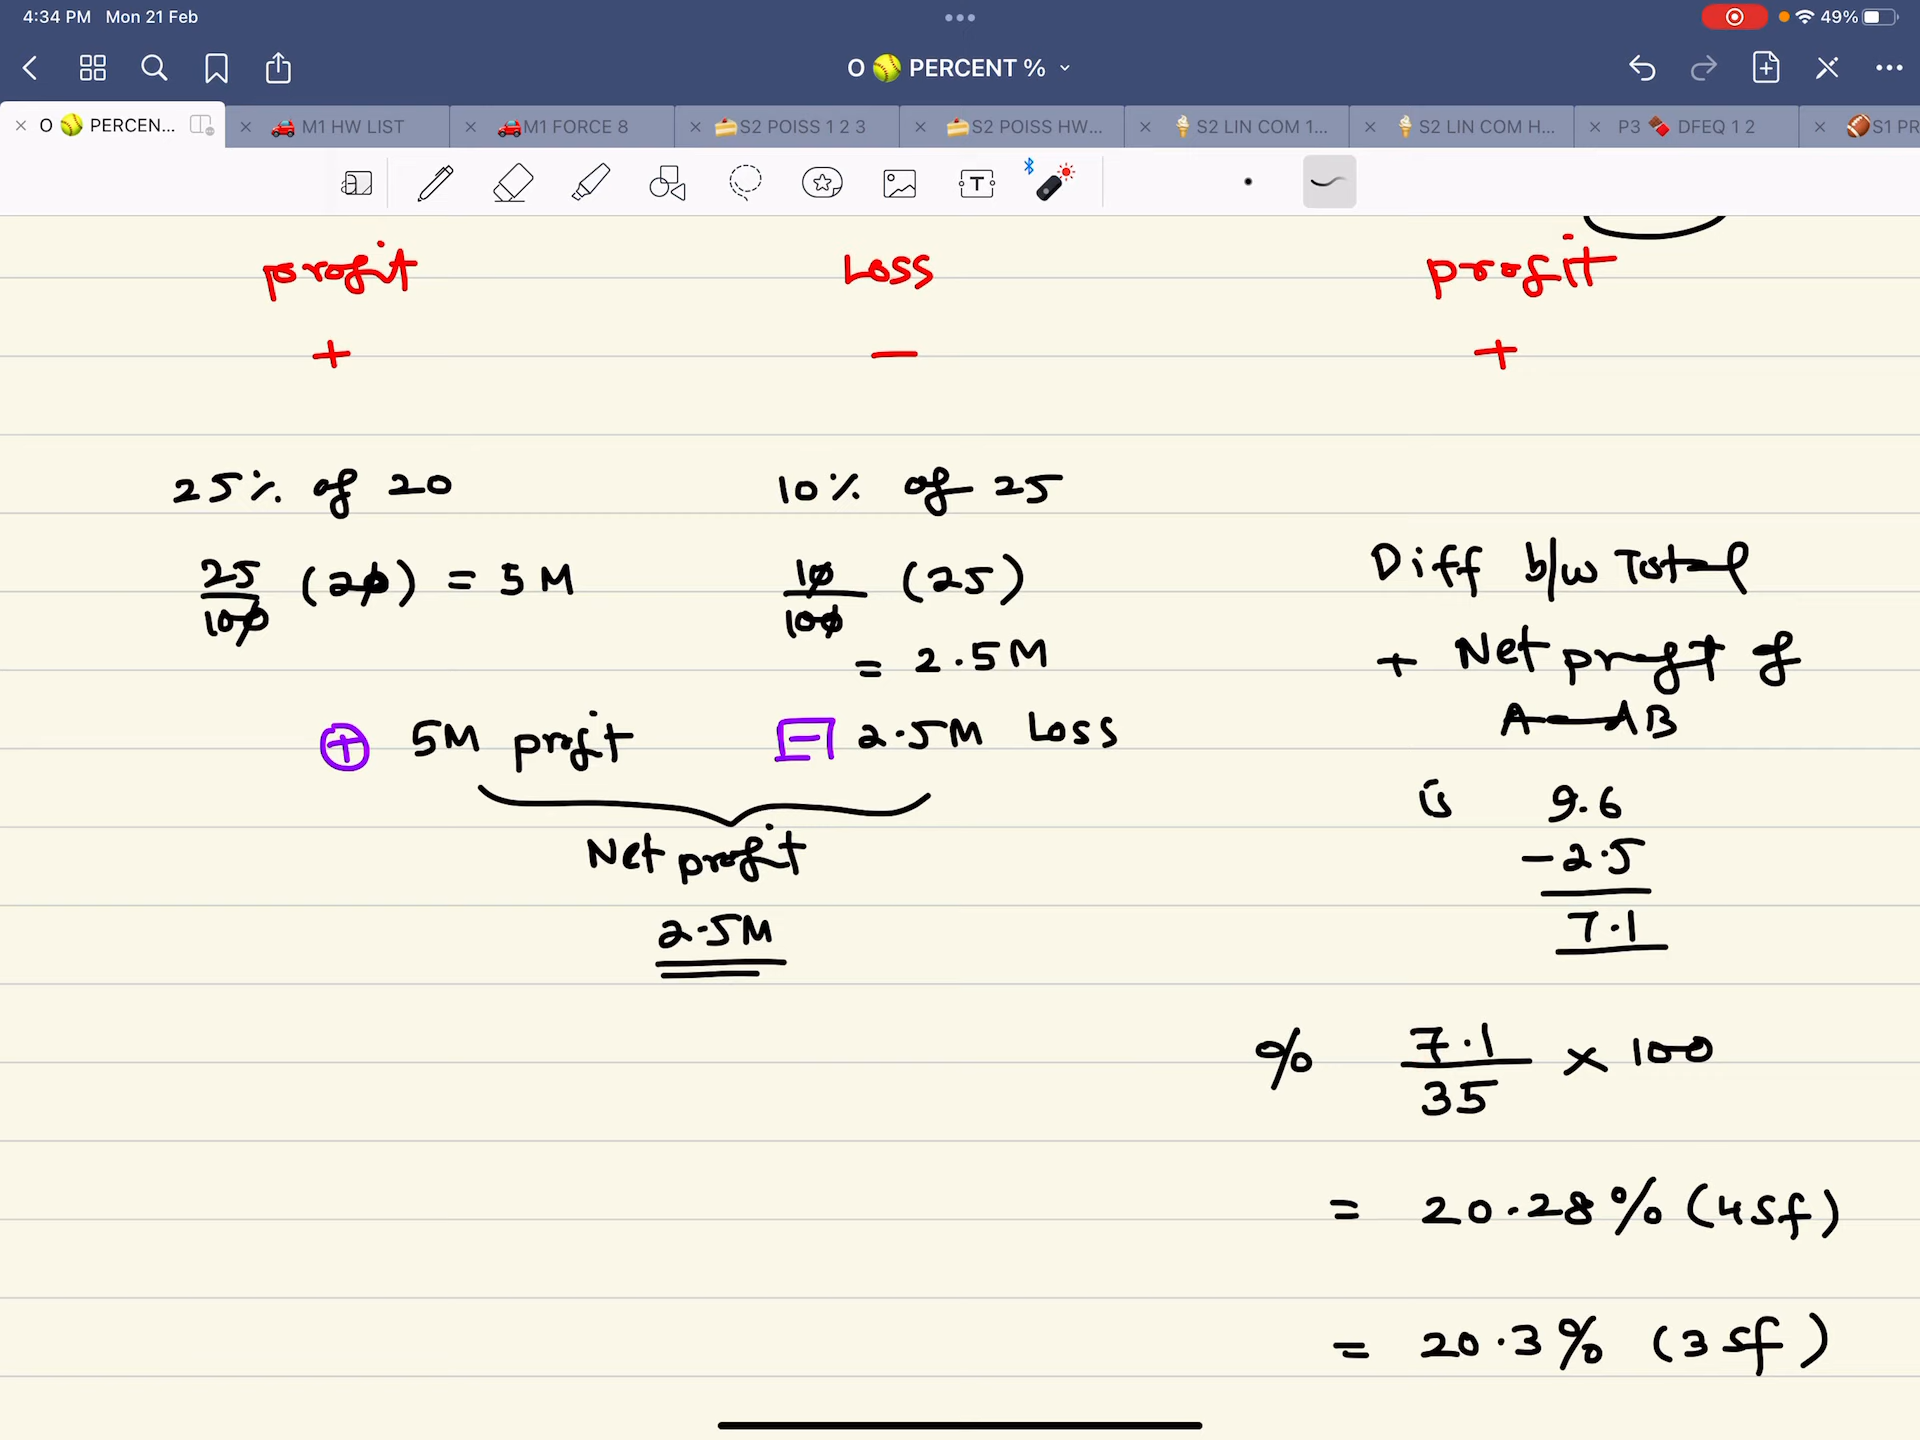 4:34 PM Mon 21 Feb
49%
O 🥎 PERCENT %
O 🥎 PERCEN...
🚗 M1 HW LIST
🚗M1 FORCE 8
🍰S2 POISS 1 2 3
🍰S2 POISS HW...
🍦S2 LIN COM 1...
🍦S2 LIN COM H...
P3 🍫 DFEQ 1 2
🏈S1 PR
profit Loss profit
+ − +
25% of 20 10% of 25
25/100 (20) = 5M
10/100 (25)
= 2.5M
⊕ 5M profit − 2.5M Loss
Net profit
2.5M
Diff b/w Total
+ Net profit of
A B
is 9.6
−2.5
7.1
% 7.1/35 × 100
= 20.28% (4sf)
= 20.3% (3sf)